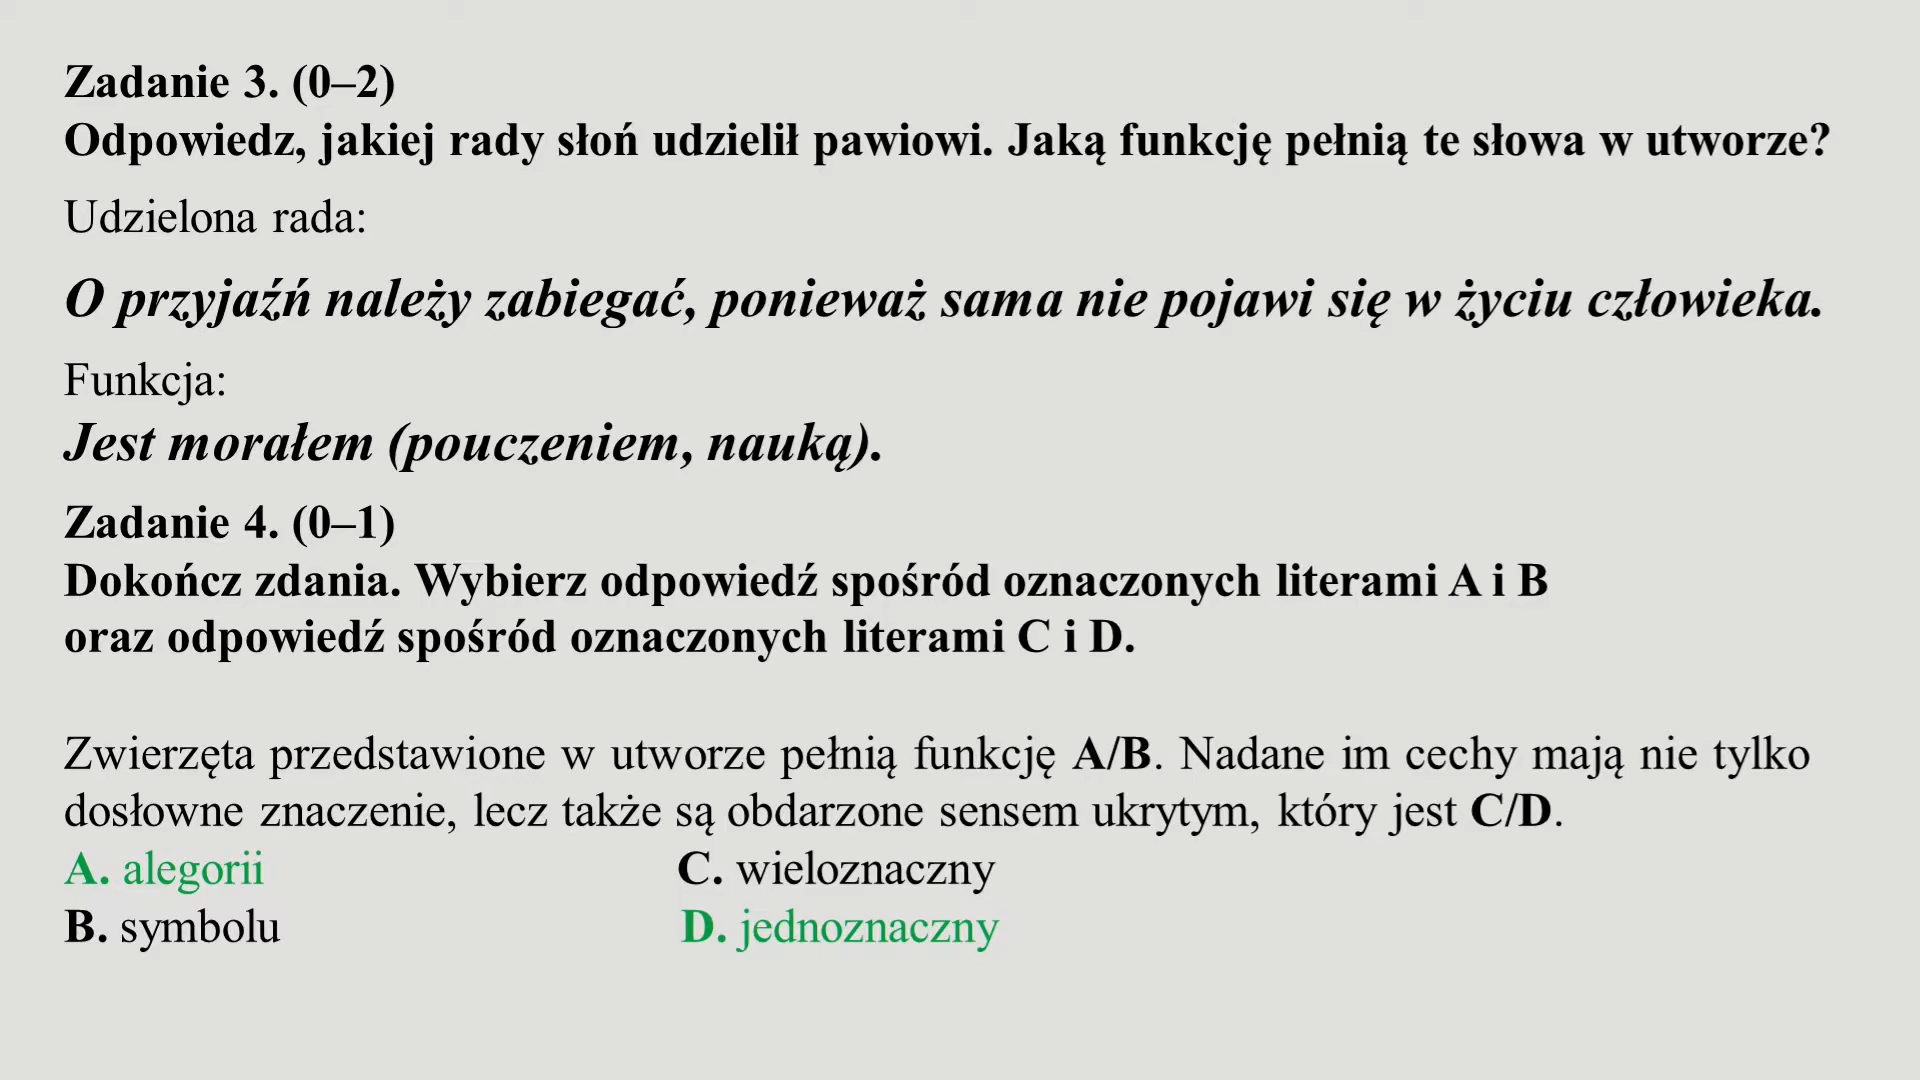 Zadanie 3. (0–2)
Odpowiedz, jakiej rady słoń udzielił pawiowi. Jaką funkcję pełnią te słowa w utworze?
Udzielona rada:
O przyjaźń należy zabiegać, ponieważ sama nie pojawi się w życiu człowieka.
Funkcja:
Jest morałem (pouczeniem, nauką).
Zadanie 4. (0–1)
Dokończ zdania. Wybierz odpowiedź spośród oznaczonych literami A i B
oraz odpowiedź spośród oznaczonych literami C i D.
Zwierzęta przedstawione w utworze pełnią funkcję A/B. Nadane im cechy mają nie tylko
dosłowne znaczenie, lecz także są obdarzone sensem ukrytym, który jest C/D.
A. alegorii C. wieloznaczny
B. symbolu D. jednoznaczny